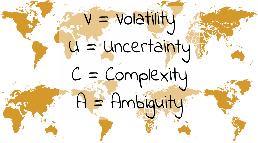 V = Volatility
U = Uncertainty
C = Complexity
A = Ambiguity